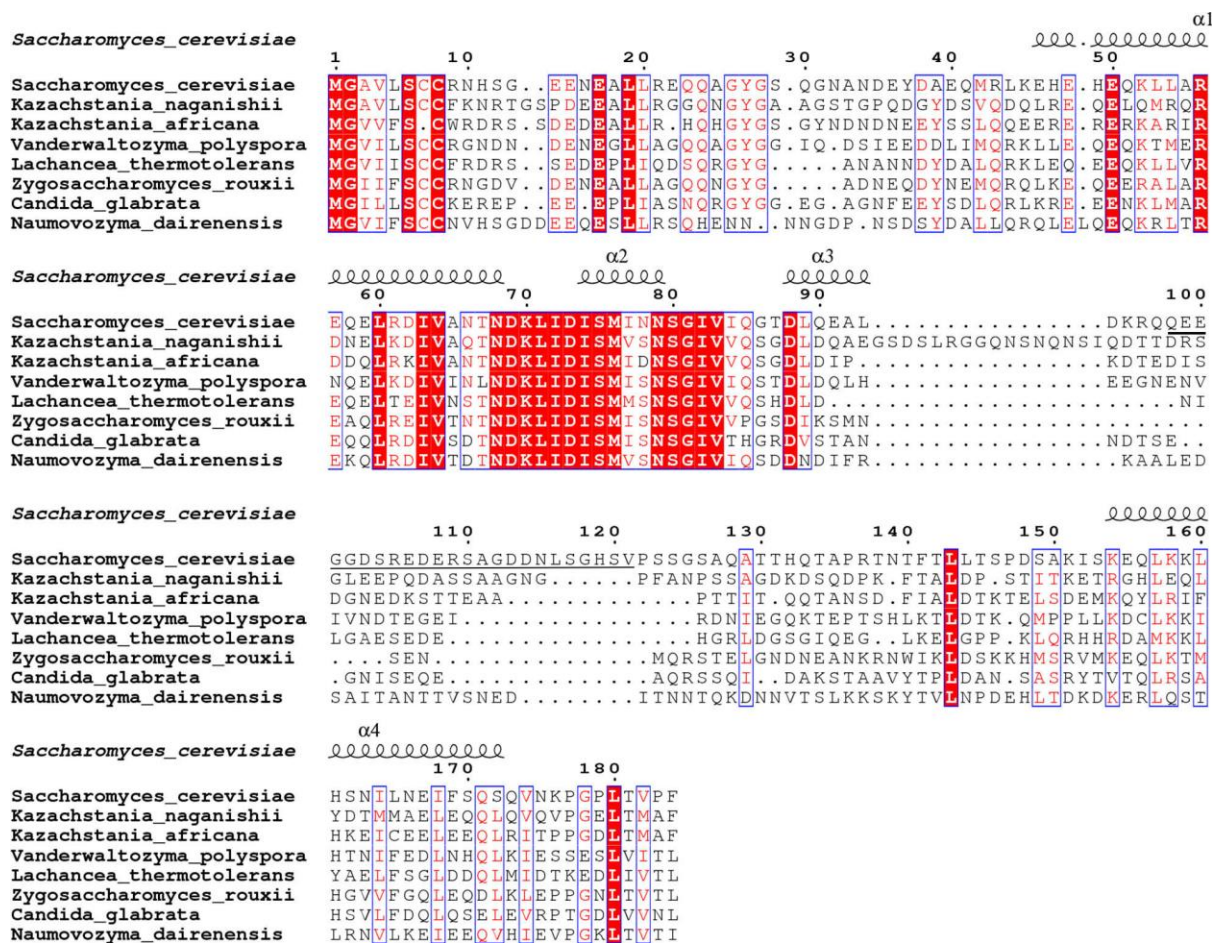 α1
Saccharomyces_cerevisiae
1 10 20 30 40 50
Saccharomyces_cerevisiae MGAVLSCCRNHSG..EENEALLREQQAGYGS.QGNANDEYDAEQMRLKEHE.HEQKLLAR
Kazachstania_naganishii MGAVLSCCFKNRTGSPDEEALLRGGQNGYGA.AGSTGPQDGYDSVQDQLRQE.QELQMRQR
Kazachstania_africana MGVVFS.CWRDRS.SDEDEALLR.HQHGYGS.GYNDNDNEEYSSLQQEERE.RERKARIR
Vanderwaltozyma_polyspora MGVILSCCRGNDN.DENEGLLAGQQAGYGG.IQ.DSIEEDDLIMQRKLLE.QEQKTMER
Lachancea_thermotolerans MGVIISCCFRDRS..SEDEPLIQDSQRGYG...ANANNDYDALQRKLEQ.EEQKLLVR
Zygosaccharomyces_rouxii MGIIFSCCRNGDV..DENEALLAGQQNGYG....ADNEQDYNEMQRQLKE.QEERALAR
Candida_glabrata MGILLSCCKEREP..EE.EPLIASNQRGYGG.EG.AGNFEEYSDLQRLKRE.EENKLMAR
Naumovozyma_dairenensis MGVIFSCCNVHSGDDEEQESLLRSQHENN..NNGDP.NSDSYDALLQRQLELQEQKRLTR
α2 α3
Saccharomyces_cerevisiae
60 70 80 90 100
Saccharomyces_cerevisiae EQELRDIVANTNDKLIDISMINNSGIVIQGTDLQEAL................DKRQQEE
Kazachstania_naganishii DNELKDIVAQTNDKLIDISMVSNSGIVVQSGDLDQAEGSDSLRGGQNSNQNSIQDTTDRS
Kazachstania_africana DDQLRKIVANTNDKLIDISMIDNSGIVVQSGDLDIP.................KDTEDIS
Vanderwaltozyma_polyspora NQELKDIVINLNDKLIDISMISNSGIVIQSTDLDQLH................EEGNENV
Lachancea_thermotolerans EQELTEIVNSTNDKLIDISMMSNSGIVVQSHDLD.....................NI
Zygosaccharomyces_rouxii EAQLREIVTNTNDKLIDISMISNSGIVVPGSDIKSMN.......................
Candida_glabrata EQQLRDIVSDTNDKLIDISMISNSGIVTHGRDVSTAN................NDTSE..
Naumovozyma_dairenensis EKQLRDIVTDTNDKLIDISMVSNSGIVIQSDDNDIFR................KAALED
Saccharomyces_cerevisiae
110 120 130 140 150 160
Saccharomyces_cerevisiae GGDSREDERSAGDDNLSGHSVPSSGSAQATTHQTAPRTNTFTLLTSPDSAKISKEQLKKL
Kazachstania_naganishii GLEEPQDASSAAGNG......PFANPSSAGDKDSQDPK.FTALDP.STITKETRGHLEQL
Kazachstania_africana DGNEDKSTTEAA.........PTTIT.QQTANSD.FIALDTKTELSDEMKQYLRIF
Vanderwaltozyma_polyspora IVNDTEGEI............RDNIEGQKTEPTSHLKTLDTK.QMPPLLKDCLKKI
Lachancea_thermotolerans LGAESEDE.............HGRLDGSGIQEG..LKELGPP.KLQRHHRDAMKKL
Zygosaccharomyces_rouxii ....SEN..............MQRSTELGNDNEANKRNWIKLDSKKHMSRVMKEQLKTM
Candida_glabrata .GNISEQE.............AQRSSQI..DAKSTAAVYTPLDAN.SASRYTVTQLRSA
Naumovozyma_dairenensis SAITANTTVSNED........ITNNTQKDNNVTSLKKSKYTVLNPDEHLTDKDKERLQST
α4
Saccharomyces_cerevisiae
170 180
Saccharomyces_cerevisiae HSNILNEIFSQSQVNKPGPLTVPF
Kazachstania_naganishii YDTMMAELEQQLQVQVPGELTMAF
Kazachstania_africana HKEICEELEEQLRITPPGDLTMAF
Vanderwaltozyma_polyspora HTNIFEDLNHQLKIESSESLVITL
Lachancea_thermotolerans YAELFSGLDDQLMIDTKEDLIVTL
Zygosaccharomyces_rouxii HGVVFGQLEQDLKLEPPGNLTVTL
Candida_glabrata HSVLFDQLQSELEVRPTGDLVVNL
Naumovozyma_dairenensis LRNVLKEIEEQVHIEVPGKLTVTI